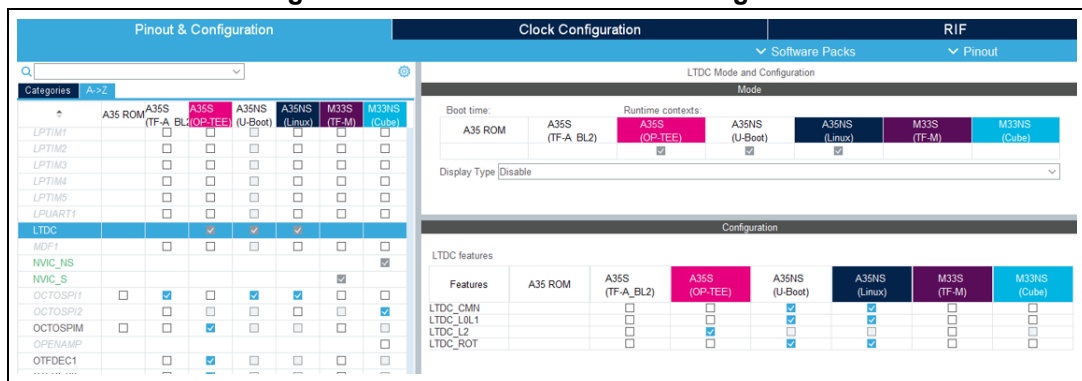 Pinout & Configuration
Clock Configuration
RIF
Software Packs
Pinout
Categories
A->Z
A35 ROM
A35S (TF-A_BL2)
A35S (OP-TEE)
A35NS (U-Boot)
A35NS (Linux)
M33S (TF-M)
M33NS (Cube)
LPTIM1
LPTIM2
LPTIM3
LPTIM4
LPTIM5
LPUART1
LTDC
MDF1
NVIC_NS
NVIC_S
OCTOSPI1
OCTOSPI2
OCTOSPIM
OPENAMP
OTFDEC1
LTDC Mode and Configuration
Mode
Boot time:
Runtime contexts:
A35 ROM
A35S (TF-A BL2)
A35S (OP-TEE)
A35NS (U-Boot)
A35NS (Linux)
M33S (TF-M)
M33NS (Cube)
Display Type Disable
Configuration
LTDC features
Features
A35 ROM
A35S (TF-A_BL2)
A35S (OP-TEE)
A35NS (U-Boot)
A35NS (Linux)
M33S (TF-M)
M33NS (Cube)
LTDC_CMN
LTDC_L0L1
LTDC_L2
LTDC_ROT